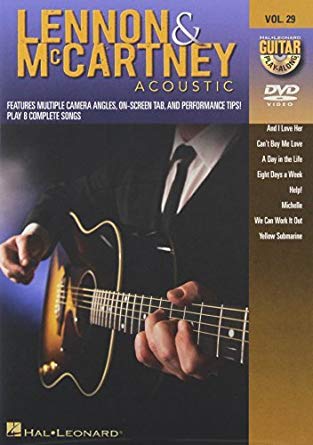 LENNON &
McCARTNEY
ACOUSTIC
FEATURES MULTIPLE CAMERA ANGLES, ON-SCREEN TAB, AND PERFORMANCE TIPS!
PLAY 8 COMPLETE SONGS
VOL. 29
HAL•LEONARD
GUITAR
PLAY-ALONG
DVD
VIDEO
And I Love Her
Can't Buy Me Love
A Day in the Life
Eight Days a Week
Help!
Michelle
We Can Work It Out
Yellow Submarine
HAL•LEONARD®